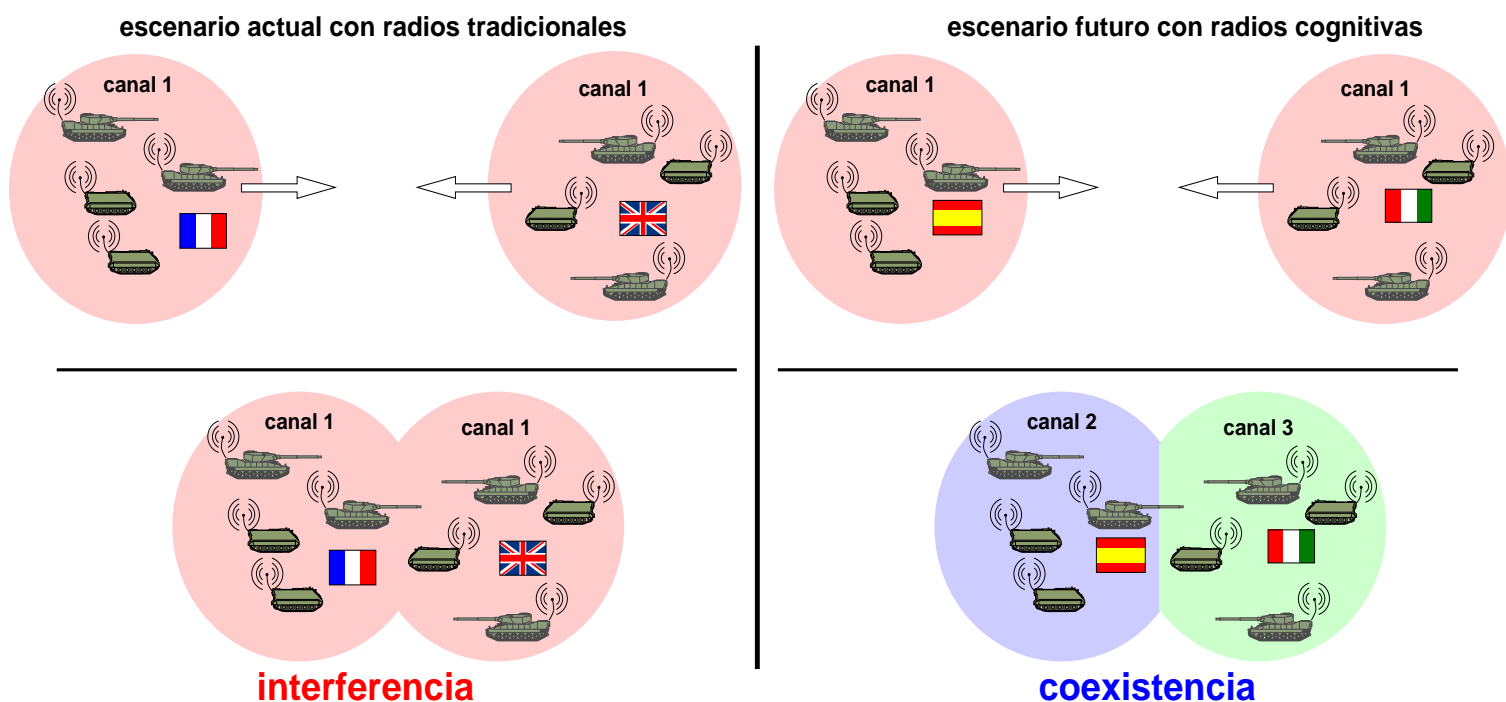 escenario actual con radios tradicionales
escenario futuro con radios cognitivas
canal 1
canal 1
canal 1
canal 1
canal 1
canal 1
canal 2
canal 3
interferencia
coexistencia